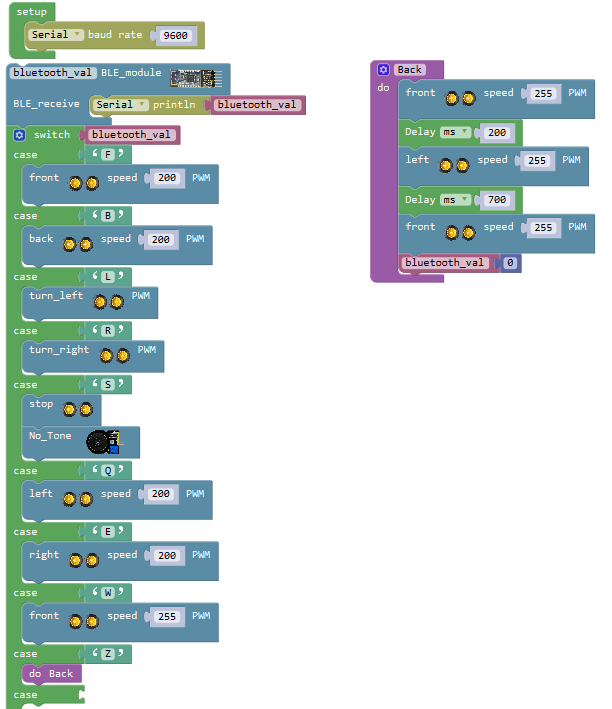 setup
Serial baud rate 9600
bluetooth_val BLE_module
BLE_receive Serial println bluetooth_val
switch bluetooth_val
case “ F ”
front speed 200 PWM
case “ B ”
back speed 200 PWM
case “ L ”
turn_left PWM
case “ R ”
turn_right PWM
case “ S ”
stop
No_Tone
case “ Q ”
left speed 200 PWM
case “ E ”
right speed 200 PWM
case “ W ”
front speed 255 PWM
case “ Z ”
do Back
case
Back
do front speed 255 PWM
Delay ms 200
left speed 255 PWM
Delay ms 700
front speed 255 PWM
bluetooth_val 0